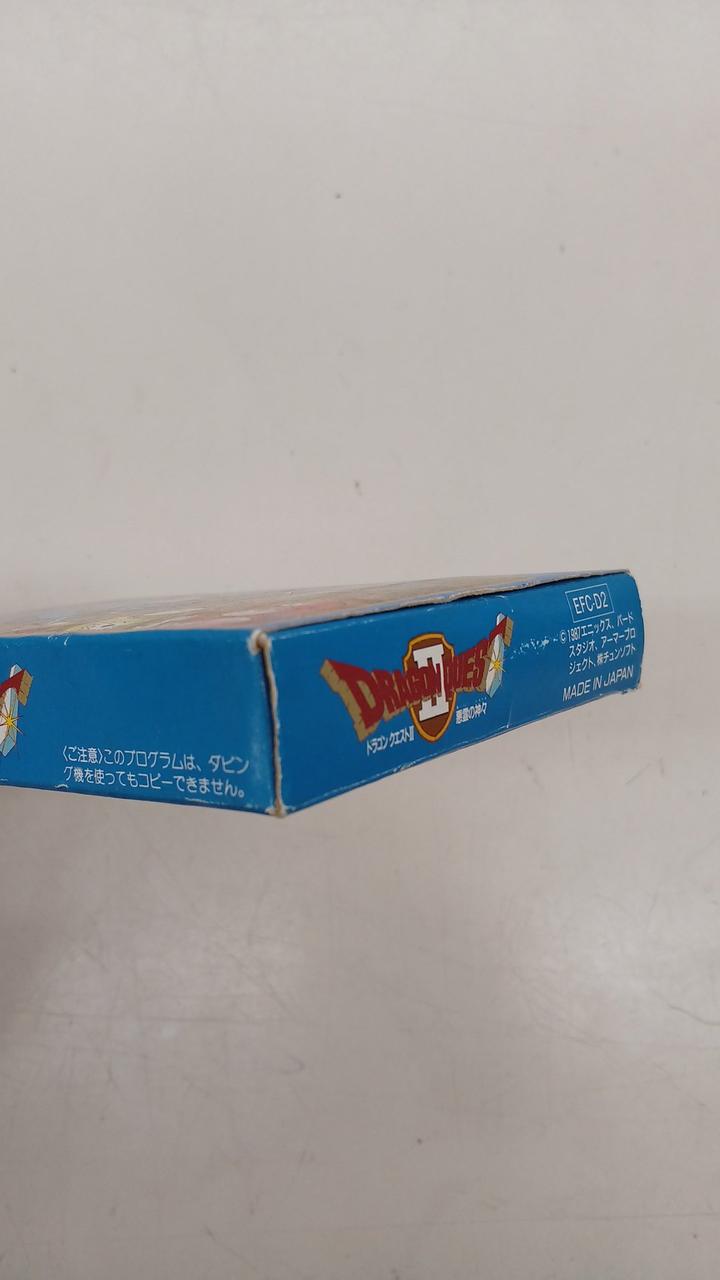 〈ご注意〉このプログラムは、ダビン
グ機を使ってもコピーできません。
DRAGON QUEST
II
ドラゴンクエストII 悪霊の神々
EFC-D2
©1987エニックス、バード
スタジオ、アーマープロ
ジェクト、㈱チュンソフト
MADE IN JAPAN